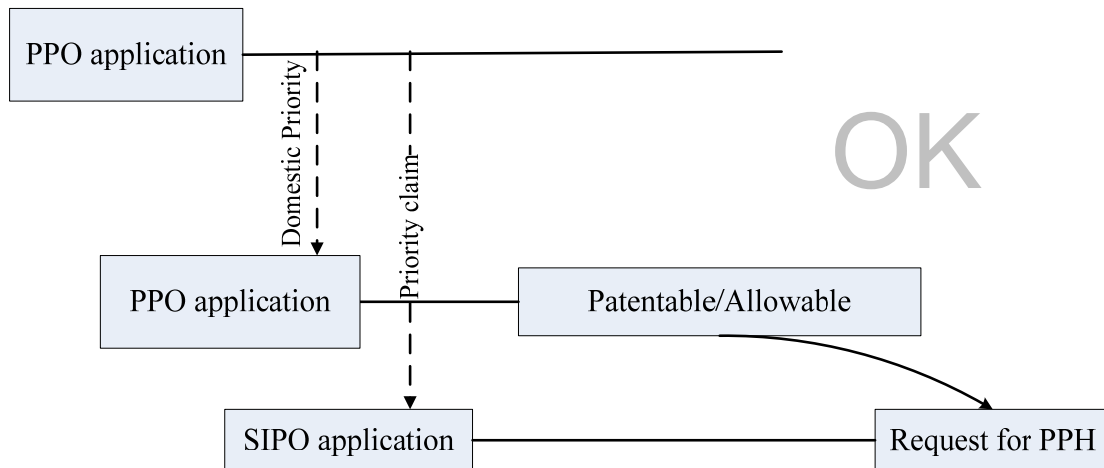 PPO application
OK
Domestic Priority
Priority claim
PPO application
Patentable/Allowable
SIPO application
Request for PPH